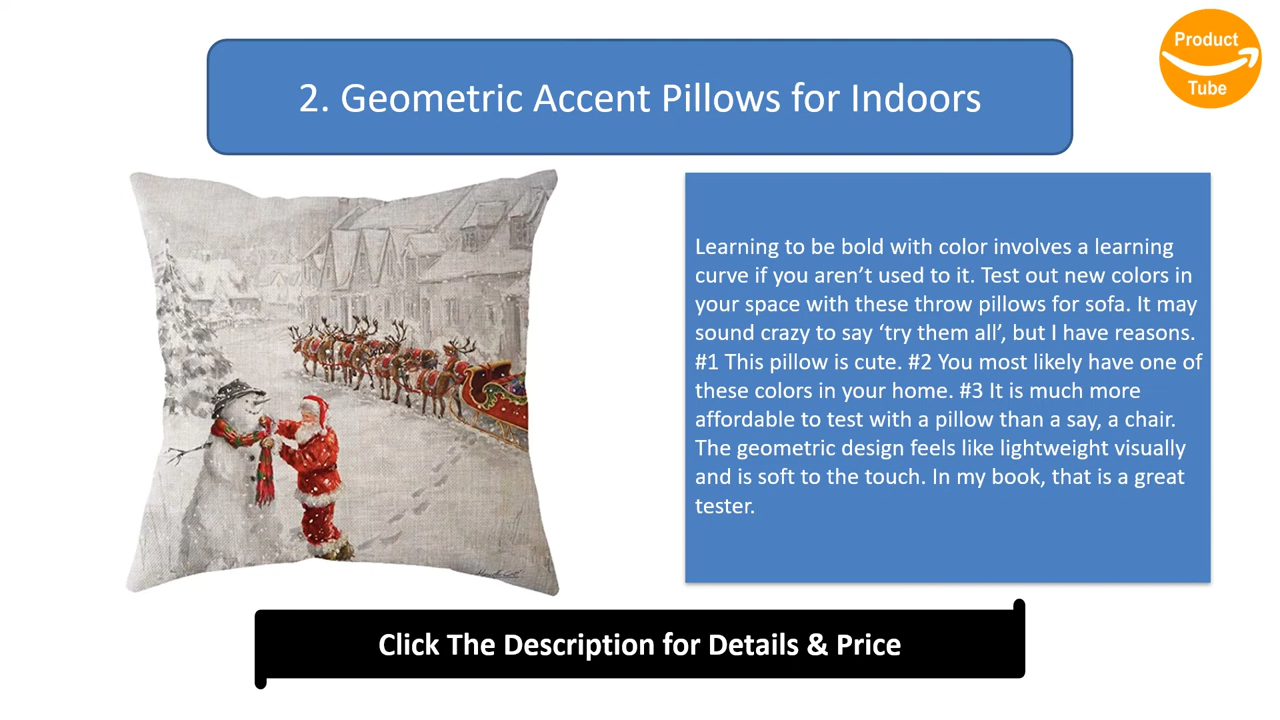 Product
Tube
2. Geometric Accent Pillows for Indoors
Learning to be bold with color involves a learning
curve if you aren’t used to it. Test out new colors in
your space with these throw pillows for sofa. It may
sound crazy to say ‘try them all’, but I have reasons.
#1 This pillow is cute. #2 You most likely have one of
these colors in your home. #3 It is much more
affordable to test with a pillow than a say, a chair.
The geometric design feels like lightweight visually
and is soft to the touch. In my book, that is a great
tester.
Click The Description for Details & Price